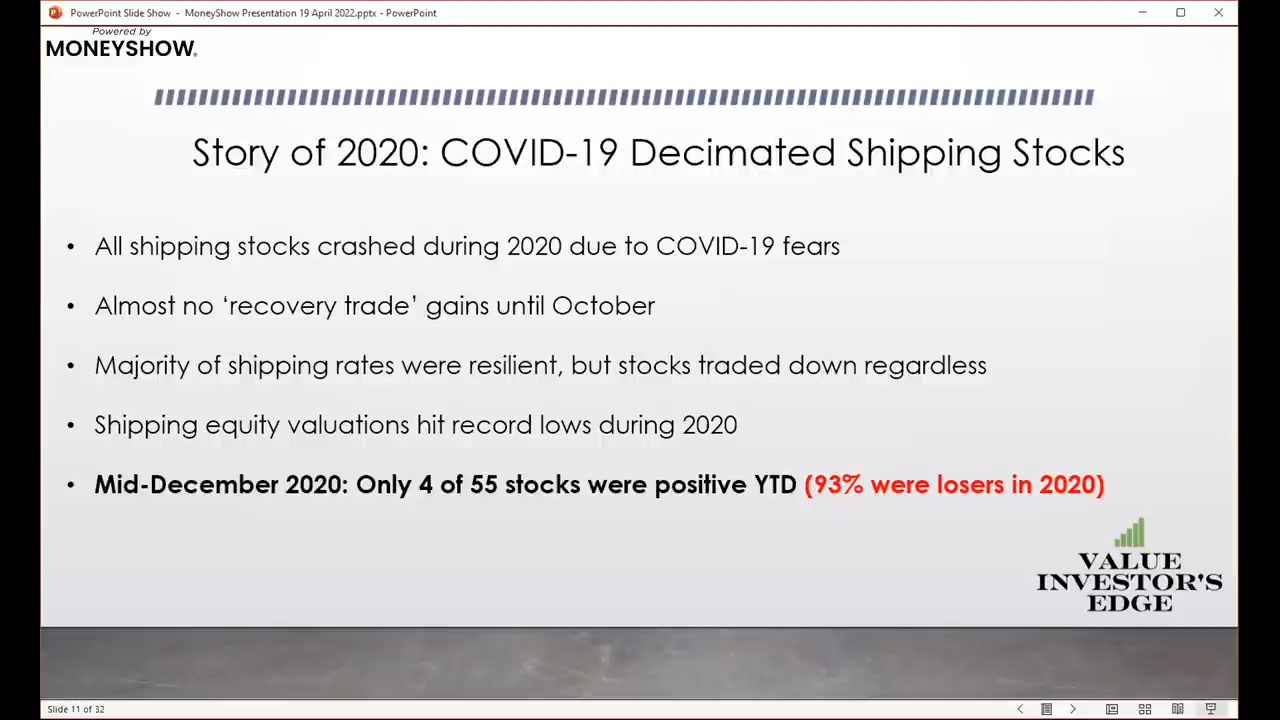 PowerPoint Slide Show - MoneyShow Presentation 19 April 2022.pptx - PowerPoint
Powered by
MONEYSHOW®
Story of 2020: COVID-19 Decimated Shipping Stocks
• All shipping stocks crashed during 2020 due to COVID-19 fears
• Almost no ‘recovery trade’ gains until October
• Majority of shipping rates were resilient, but stocks traded down regardless
• Shipping equity valuations hit record lows during 2020
• Mid-December 2020: Only 4 of 55 stocks were positive YTD (93% were losers in 2020)
VALUE
INVESTOR'S
EDGE
Slide 11 of 32